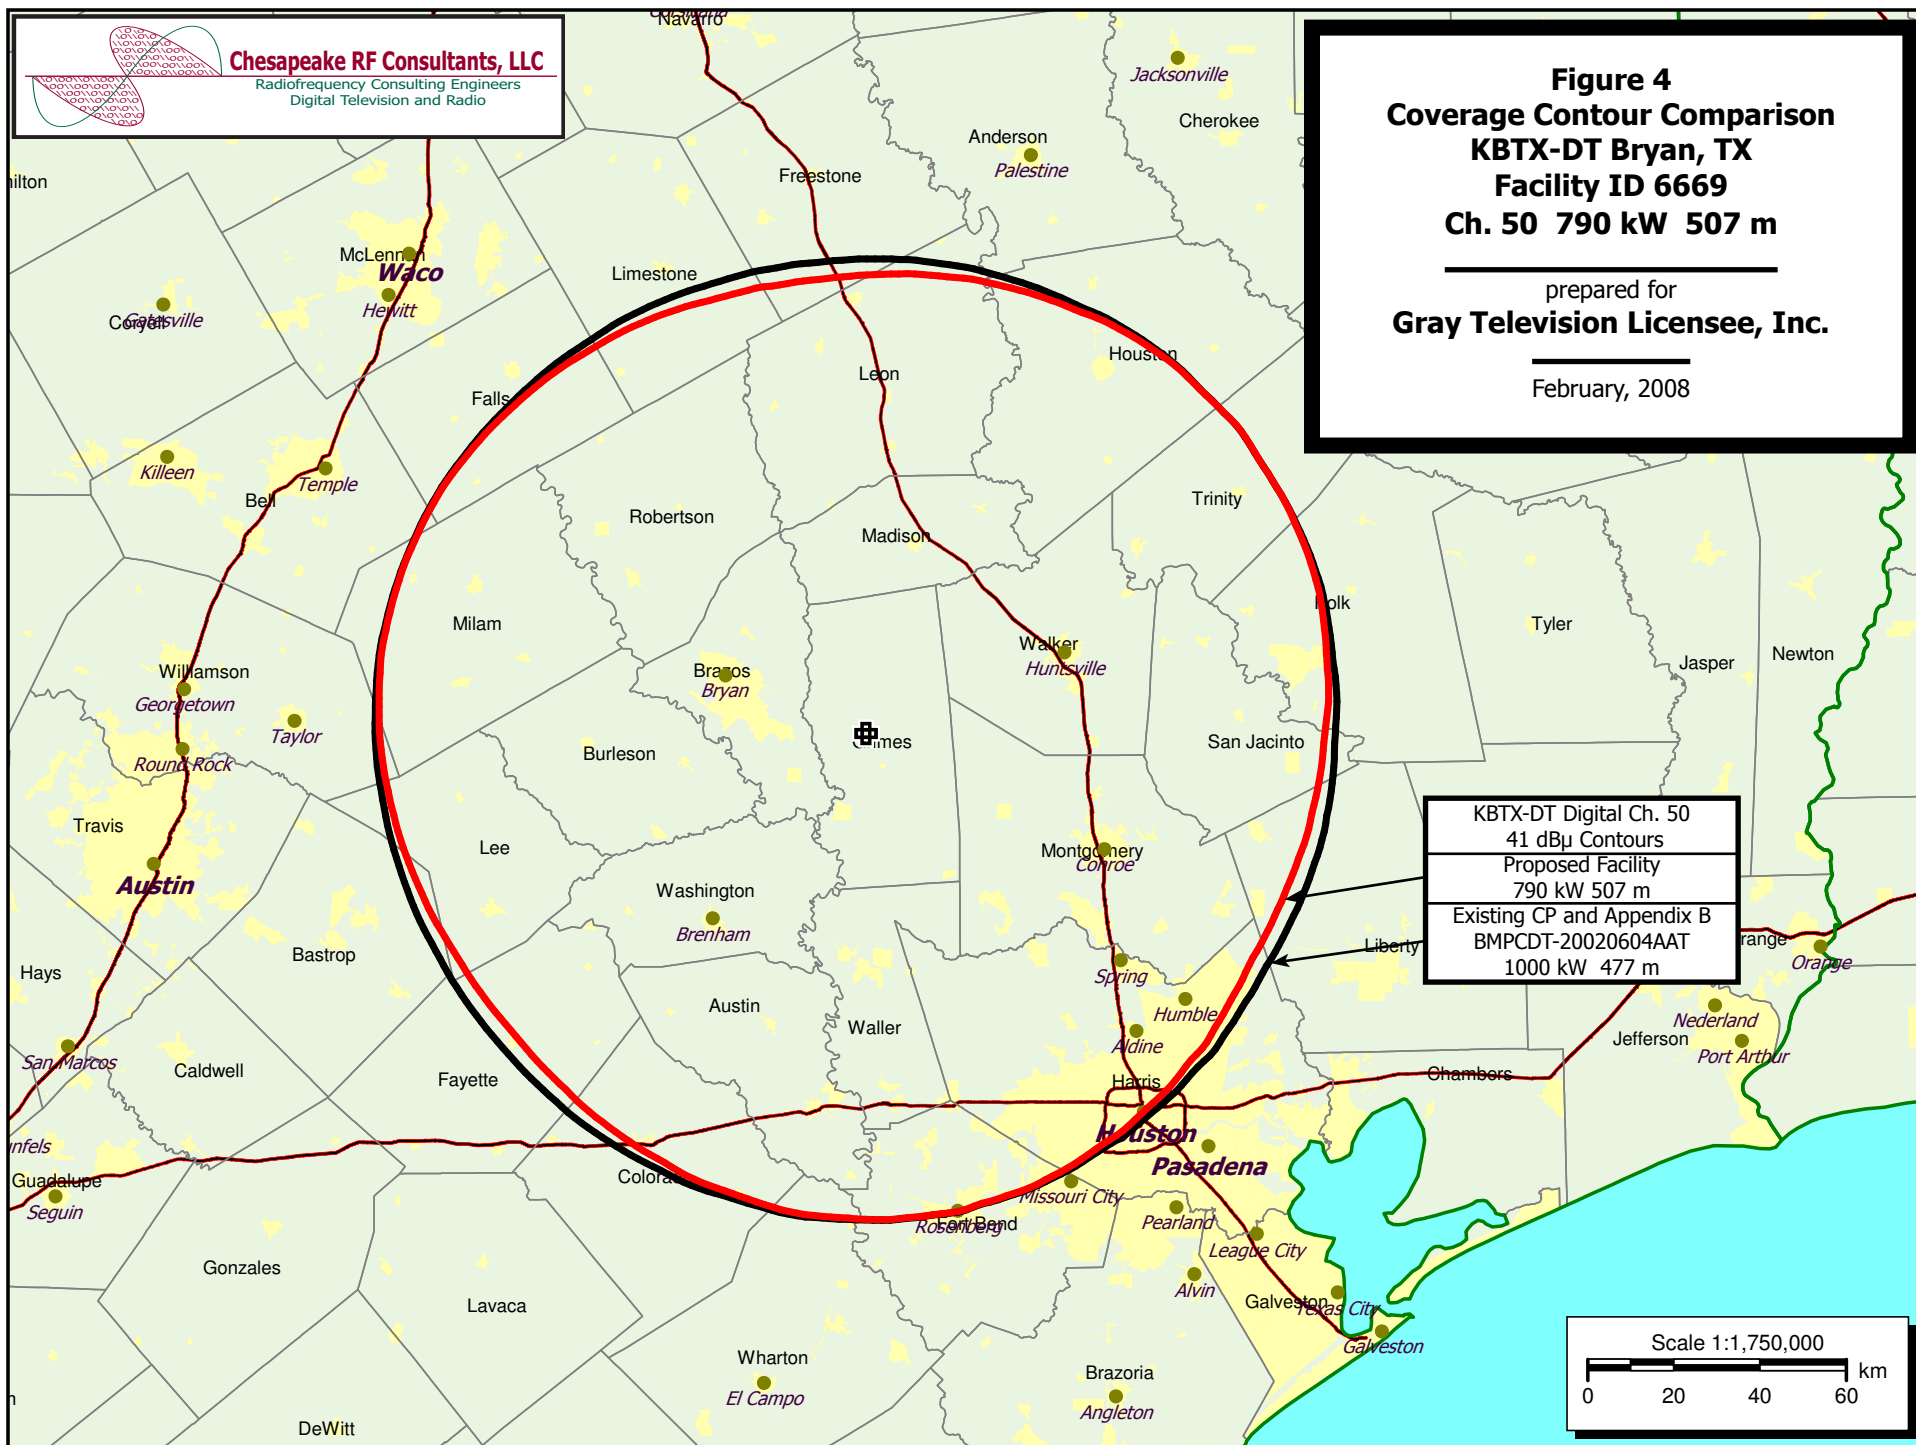 Chesapeake RF Consultants, LLC
Radiofrequency Consulting Engineers
Digital Television and Radio
Figure 4
Coverage Contour Comparison
KBTX-DT Bryan, TX
Facility ID 6669
Ch. 50 790 kW 507 m
prepared for
Gray Television Licensee, Inc.
February, 2008
Navarro
Jacksonville
Cherokee
Anderson
Palestine
Freestone
McLennan
Waco
Hewitt
Limestone
Gatesville
Coryell
Houston
Leon
Falls
Killeen
Temple
Bell
Robertson
Trinity
Madison
Milam
Polk
Tyler
Walker
Huntsville
Jasper
Newton
Williamson
Georgetown
Brazos
Bryan
Taylor
Round Rock
Burleson
Grimes
San Jacinto
Travis
Lee
Montgomery
Conroe
Austin
Washington
Brenham
KBTX-DT Digital Ch. 50
41 dBµ Contours
Proposed Facility
790 kW 507 m
Existing CP and Appendix B
BMPCDT-20020604AAT
1000 kW 477 m
Liberty
range
Orange
Bastrop
Hays
Spring
Humble
Austin
Waller
Aldine
Nederland
Jefferson
Port Arthur
San Marcos
Caldwell
Fayette
Harris
Chambers
Houston
Pasadena
unfels
Guadalupe
Seguin
Colora
Missouri City
Rosenberg
Fort Bend
Pearland
League City
Gonzales
Alvin
Lavaca
Galveston
Texas City
Galveston
Wharton
El Campo
Brazoria
Angleton
DeWitt
Scale 1:1,750,000
km
0 20 40 60